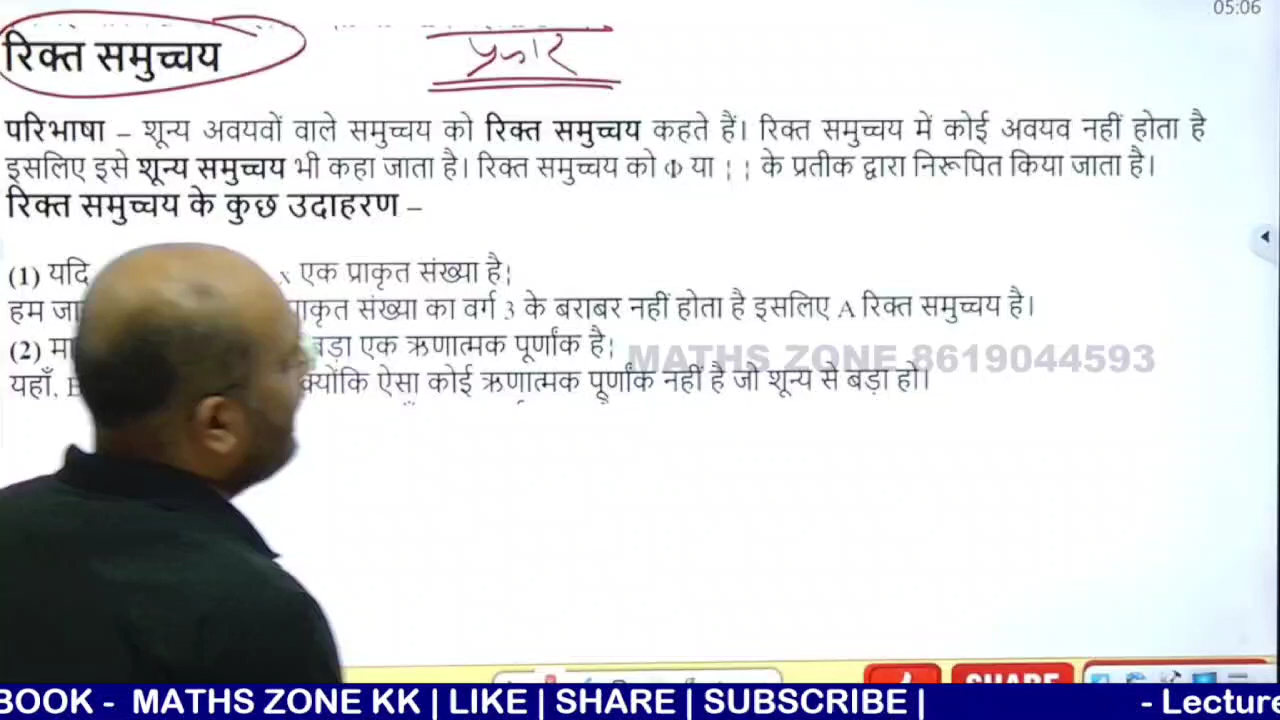 05:06
रिक्त समुच्चय
प्रकार
परिभाषा – शून्य अवयवों वाले समुच्चय को रिक्त समुच्चय कहते हैं। रिक्त समुच्चय में कोई अवयव नहीं होता है
इसलिए इसे शून्य समुच्चय भी कहा जाता है। रिक्त समुच्चय को Φ या { } के प्रतीक द्वारा निरूपित किया जाता है।
रिक्त समुच्चय के कुछ उदाहरण –
(1) यदि x एक प्राकृत संख्या है;
हम संख्या का वर्ग 3 के बराबर नहीं होता है इसलिए A रिक्त समुच्चय है।
(2) एक ऋणात्मक पूर्णांक है;
यहाँ, क्योंकि ऐसा कोई ऋणात्मक पूर्णांक नहीं है जो शून्य से बड़ा हो।
MATHS ZONE 8619044593
SHARE
BOOK - MATHS ZONE KK | LIKE | SHARE | SUBSCRIBE | - Lecture